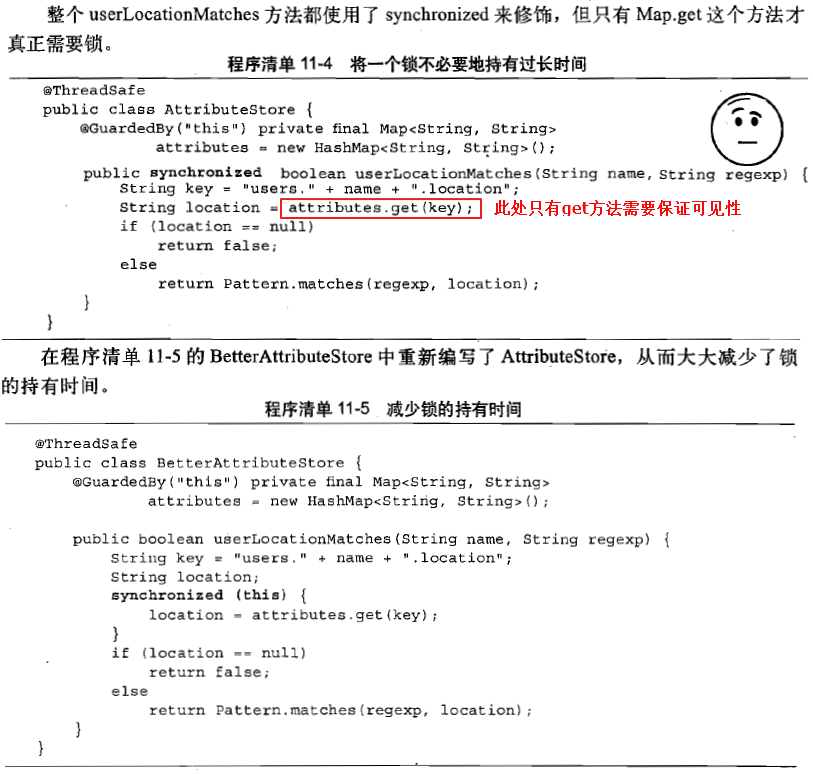 整个 userLocationMatches 方法都使用了 synchronized 来修饰，但只有 Map.get 这个方法才
真正需要锁。
程序清单 11-4 将一个锁不必要地持有过长时间
@ThreadSafe
public class AttributeStore {
@GuardedBy("this") private final Map<String, String>
attributes = new HashMap<String, String>();
public synchronized boolean userLocationMatches(String name, String regexp) {
String key = "users." + name + ".location";
String location = attributes.get(key); 此处只有get方法需要保证可见性
if (location == null)
return false;
else
return Pattern.matches(regexp, location);
}
}
在程序清单 11-5 的 BetterAttributeStore 中重新编写了 AttributeStore，从而大大减少了锁
的持有时间。
程序清单 11-5 减少锁的持有时间
@ThreadSafe
public class BetterAttributeStore {
@GuardedBy("this") private final Map<String, String>
attributes = new HashMap<String, String>();
public boolean userLocationMatches(String name, String regexp) {
String key = "users." + name + ".location";
String location;
synchronized (this) {
location = attributes.get(key);
}
if (location == null)
return false;
else
return Pattern.matches(regexp, location);
}
}